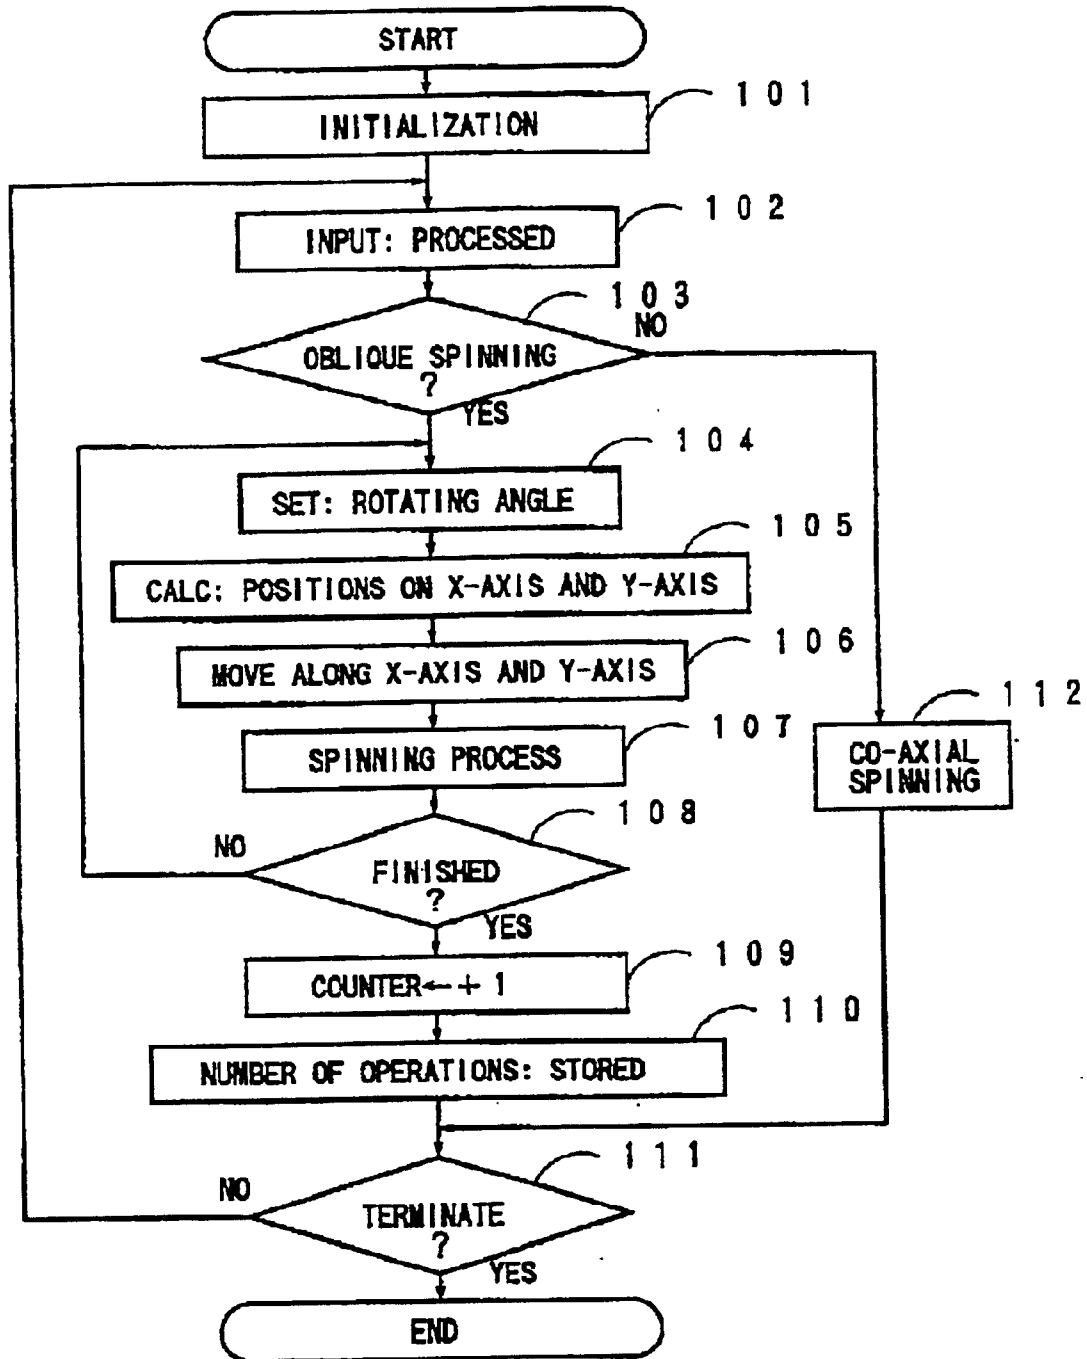 START
INITIALIZATION
101
INPUT: PROCESSED
102
103
OBLIQUE SPINNING
?
NO
YES
104
SET: ROTATING ANGLE
105
CALC: POSITIONS ON X-AXIS AND Y-AXIS
106
MOVE ALONG X-AXIS AND Y-AXIS
107
SPINNING PROCESS
112
CO-AXIAL
SPINNING
108
NO
FINISHED
?
YES
109
COUNTER←+1
110
NUMBER OF OPERATIONS: STORED
111
NO
TERMINATE
?
YES
END